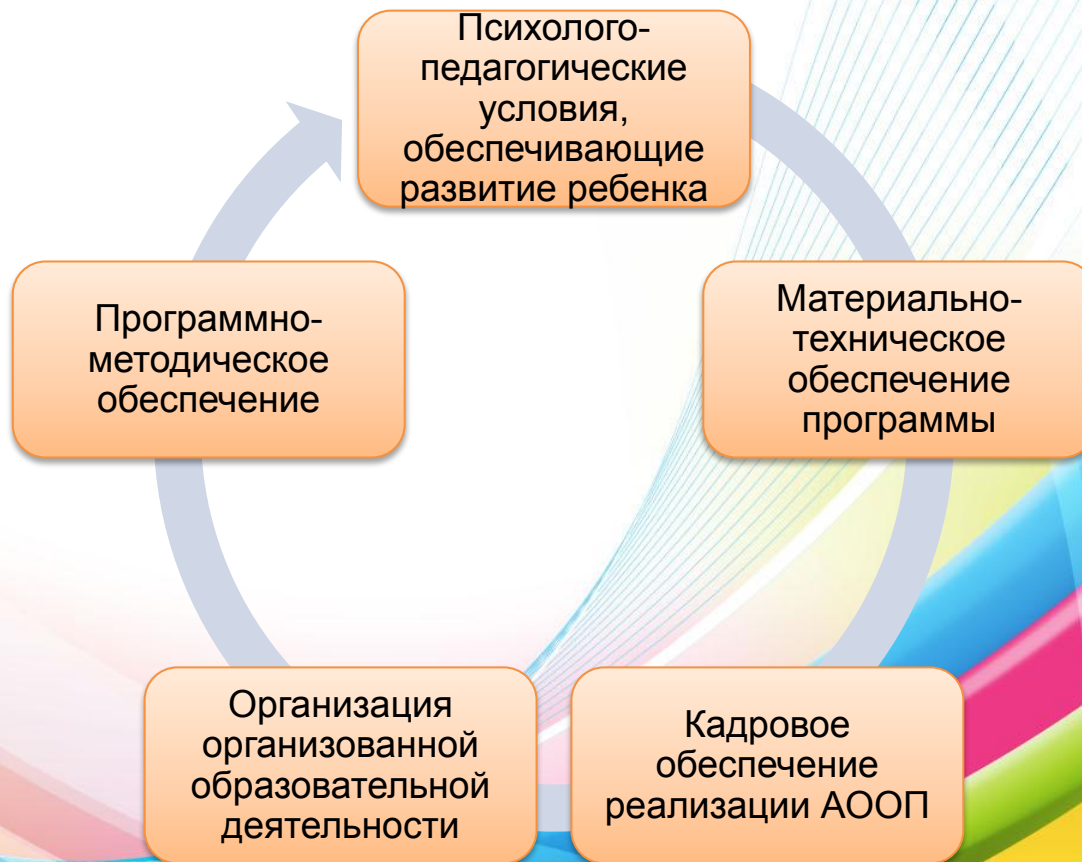 Психолого-
педагогические
условия,
обеспечивающие
развитие ребенка
Материально-
техническое
обеспечение
программы
Кадровое
обеспечение
реализации АООП
Организация
организованной
образовательной
деятельности
Программно-
методическое
обеспечение